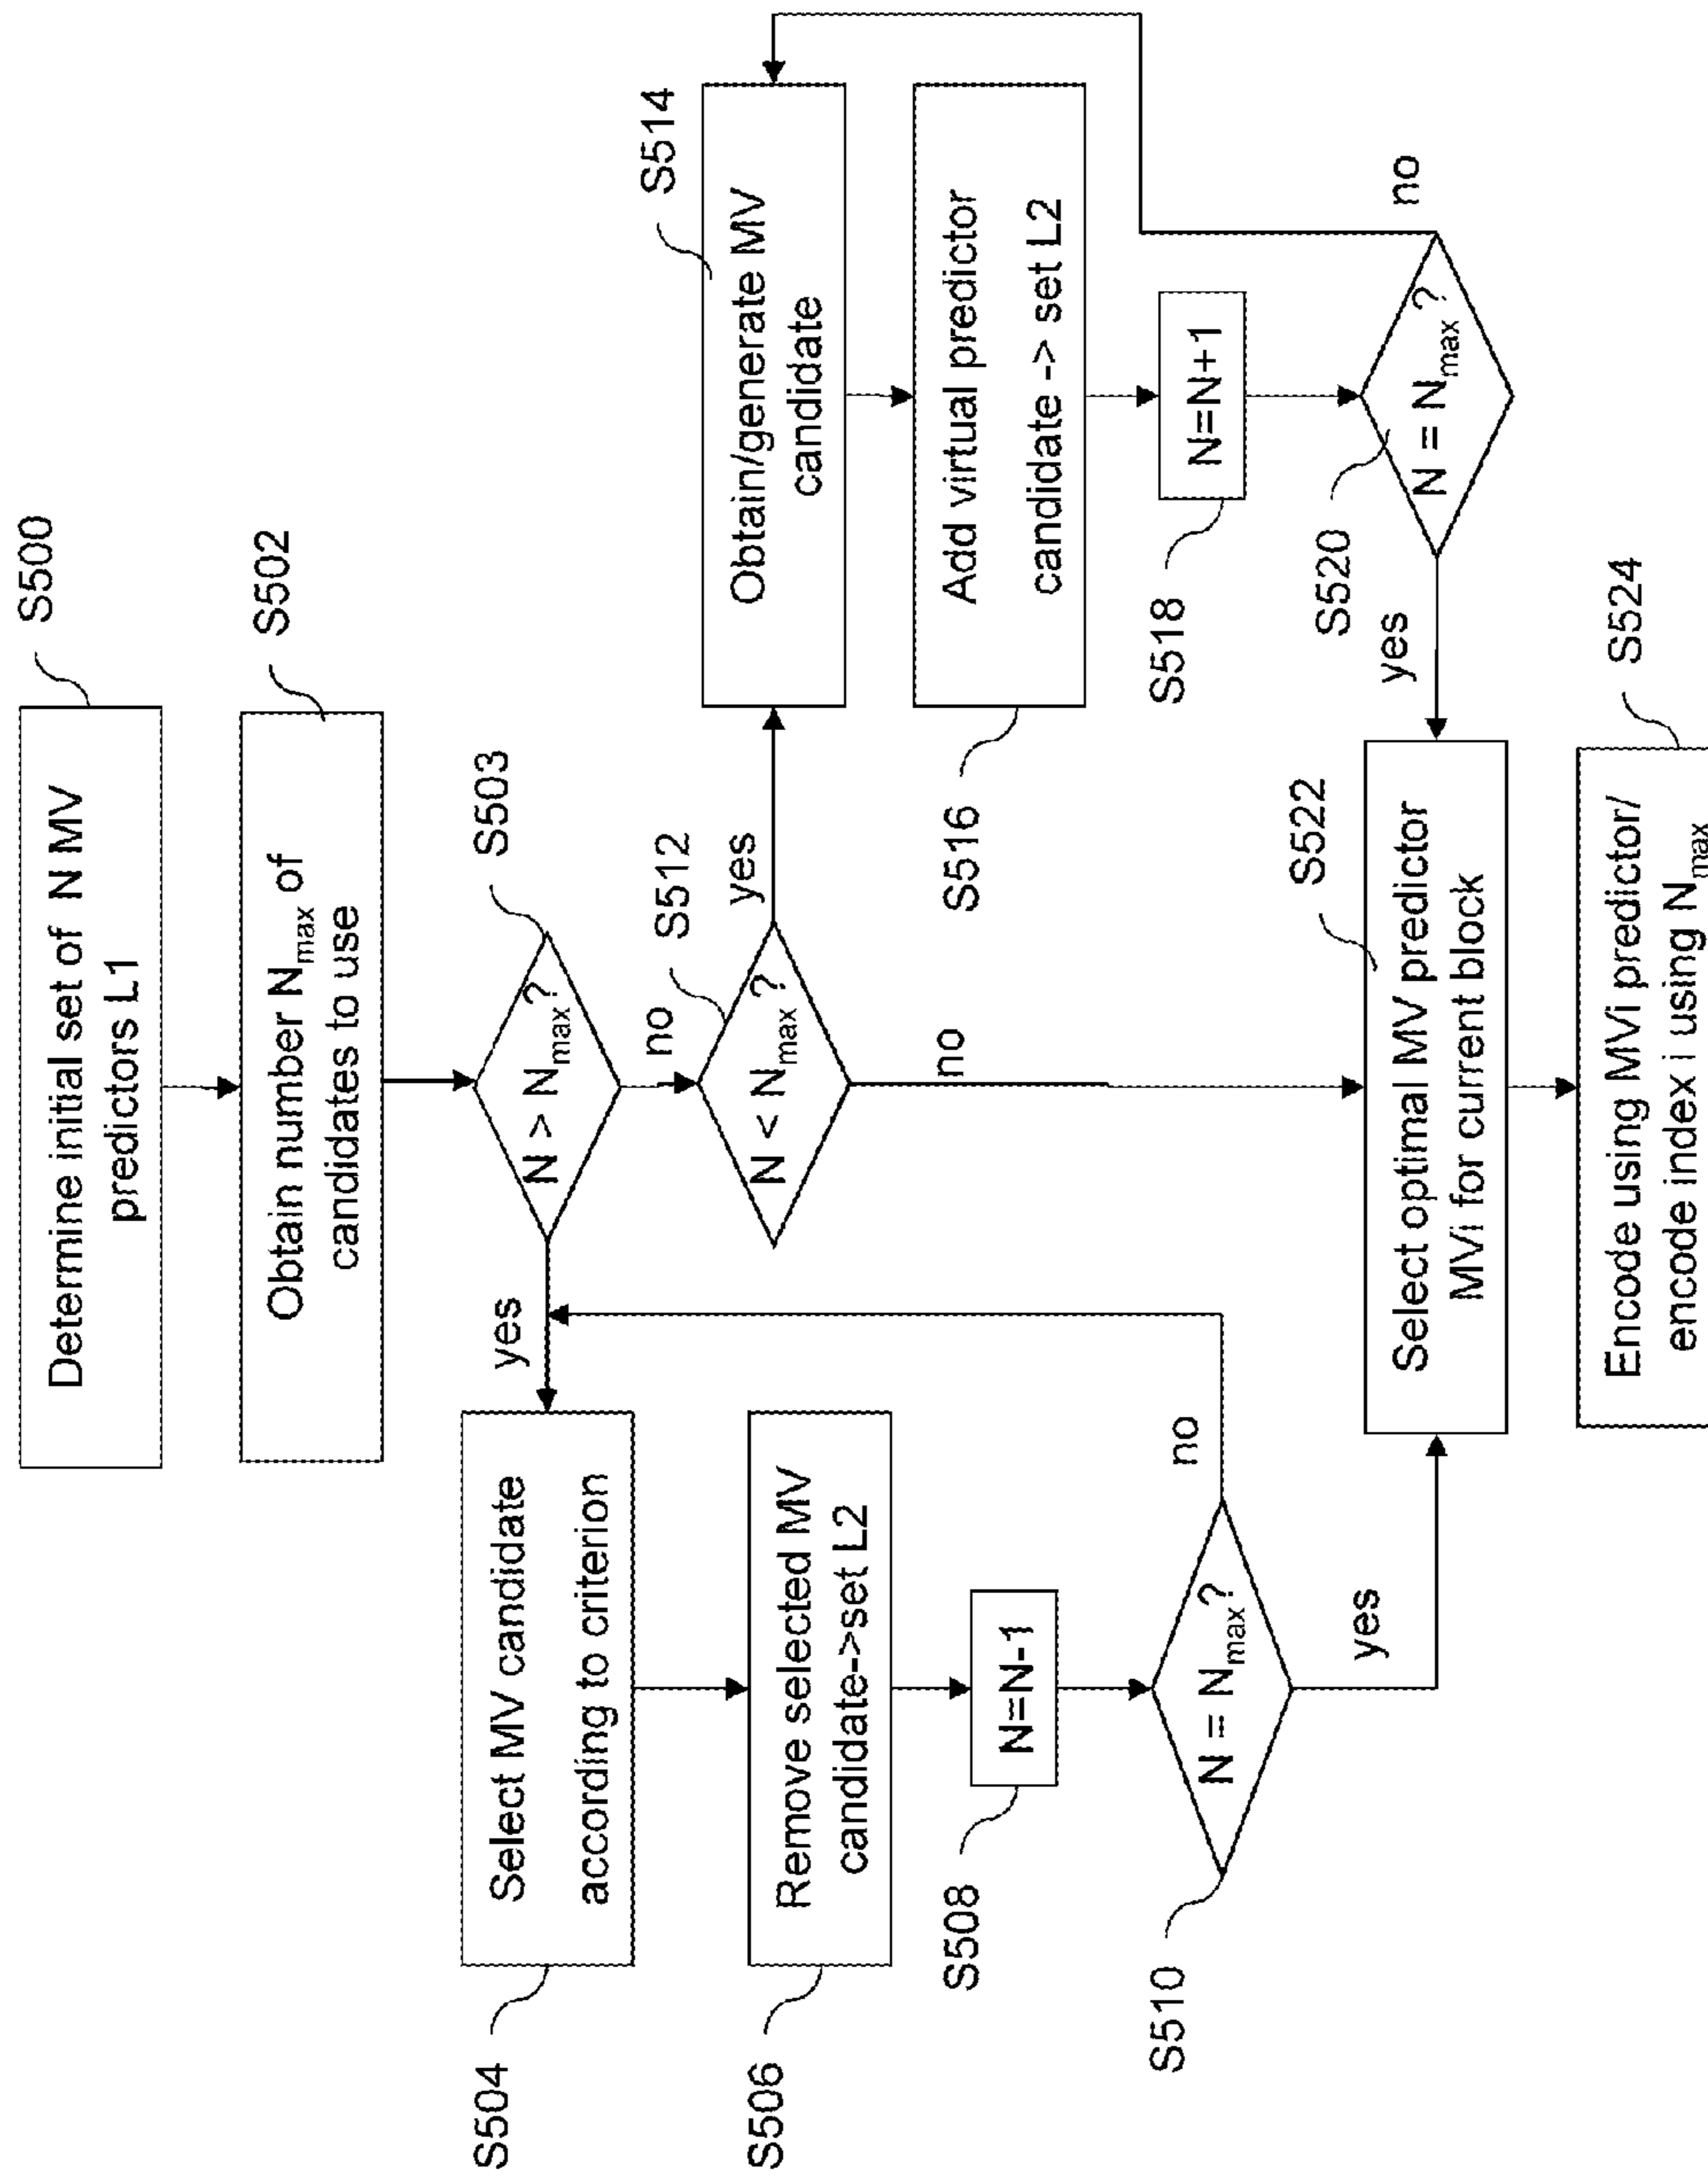 Determine initial set of N MV
predictors L1
S500
Obtain number Nmax of
candidates to use
S502
N > Nmax?
S503
yes
no
Select MV candidate
according to criterion
S504
Remove selected MV
candidate->set L2
S506
N=N-1
S508
N = Nmax?
S510
no
yes
N < Nmax?
S512
yes
no
Obtain/generate MV
candidate
S514
Add virtual predictor
candidate -> set L2
S516
N=N+1
S518
N = Nmax?
S520
no
yes
Select optimal MV predictor
MVi for current block
S522
Encode using MVi predictor/
encode index i using Nmax
S524